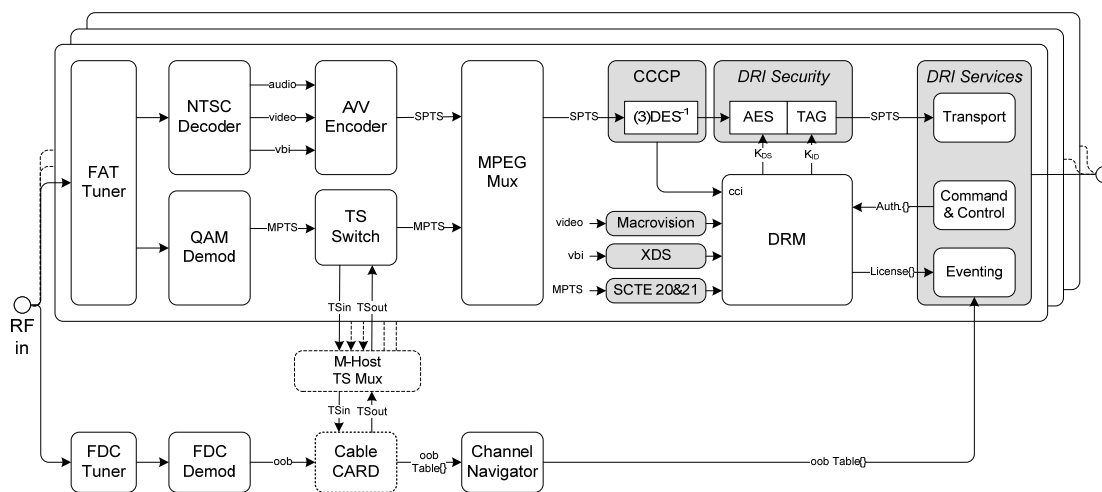 CCCP
DRI Security
DRI Services
FAT
Tuner
NTSC
Decoder
audio
video
vbi
A/V
Encoder
SPTS
MPEG
Mux
SPTS
(3)DES⁻¹
AES
TAG
SPTS
Transport
KDS
KID
QAM
Demod
MPTS
TS
Switch
MPTS
cci
DRM
video
Macrovision
vbi
XDS
MPTS
SCTE 20&21
Auth.{}
Command
& Control
License{}
Eventing
RF
in
TSin
TSout
M-Host
TS Mux
TSin
TSout
FDC
Tuner
FDC
Demod
oob
Cable
CARD
oob
Table{}
Channel
Navigator
oob Table{}